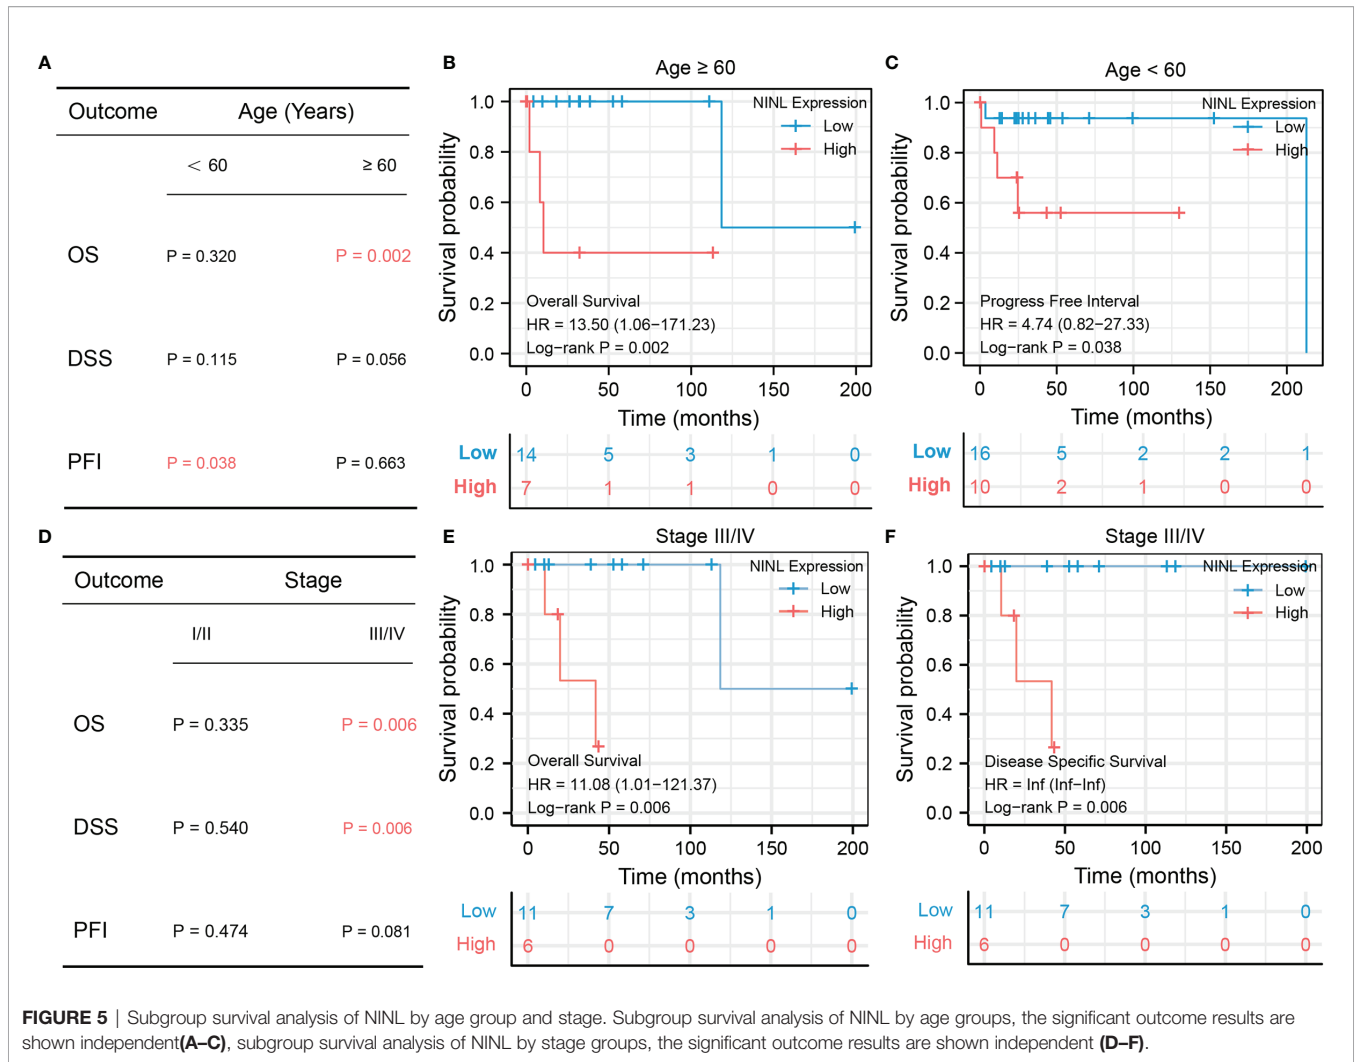 A
Outcome Age (Years)
< 60 ≥ 60
OS P = 0.320 P = 0.002
DSS P = 0.115 P = 0.056
PFI P = 0.038 P = 0.663
B
Age ≥ 60
Survival probability
1.0
0.8
0.6
0.4
0.2
0.0
NINL Expression
Low
High
Overall Survival
HR = 13.50 (1.06−171.23)
Log−rank P = 0.002
0 50 100 150 200
Time (months)
Low 14 5 3 1 0
High 7 1 1 0 0
C
Age < 60
Survival probability
1.0
0.8
0.6
0.4
0.2
0.0
NINL Expression
Low
High
Progress Free Interval
HR = 4.74 (0.82−27.33)
Log−rank P = 0.038
0 50 100 150 200
Time (months)
Low 16 5 2 2 1
High 10 2 1 0 0
D
Outcome Stage
I/II III/IV
OS P = 0.335 P = 0.006
DSS P = 0.540 P = 0.006
PFI P = 0.474 P = 0.081
E
Stage III/IV
Survival probability
1.0
0.8
0.6
0.4
0.2
0.0
NINL Expression
Low
High
Overall Survival
HR = 11.08 (1.01−121.37)
Log−rank P = 0.006
0 50 100 150 200
Time (months)
Low 11 7 3 1 0
High 6 0 0 0 0
F
Stage III/IV
Survival probability
1.0
0.8
0.6
0.4
0.2
0.0
NINL Expression
Low
High
Disease Specific Survival
HR = Inf (Inf−Inf)
Log−rank P = 0.006
0 50 100 150 200
Time (months)
Low 11 7 3 1 0
High 6 0 0 0 0
FIGURE 5 | Subgroup survival analysis of NINL by age group and stage. Subgroup survival analysis of NINL by age groups, the significant outcome results are
shown independent(A–C), subgroup survival analysis of NINL by stage groups, the significant outcome results are shown independent (D–F).